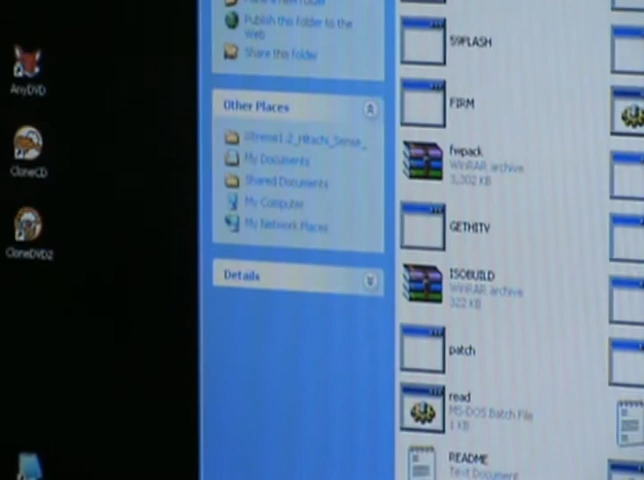 AnyDVD
CloneCD
CloneDVD2
Publish this folder to the
Web
Share this folder
Other Places
My Documents
Shared Documents
My Computer
My Network Places
Details
59FLASH
FIRM
fwpack
WinRAR archive
3,302 KB
GETHITV
ISOBUILD
WinRAR archive
322 KB
patch
read
MS-DOS Batch File
1 KB
README
Text Document